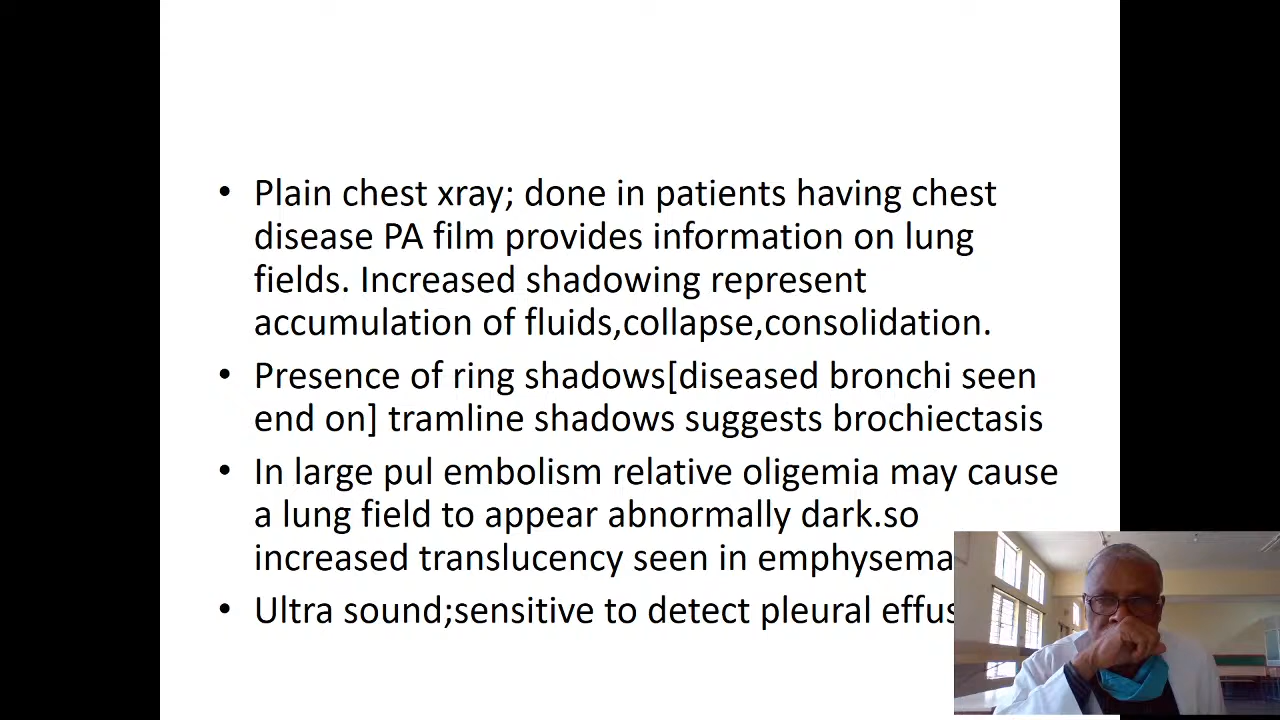 • Plain chest xray; done in patients having chest
disease PA film provides information on lung
fields. Increased shadowing represent
accumulation of fluids,collapse,consolidation.
• Presence of ring shadows[diseased bronchi seen
end on] tramline shadows suggests brochiectasis
• In large pul embolism relative oligemia may cause
a lung field to appear abnormally dark.so
increased translucency seen in emphysema
• Ultra sound;sensitive to detect pleural